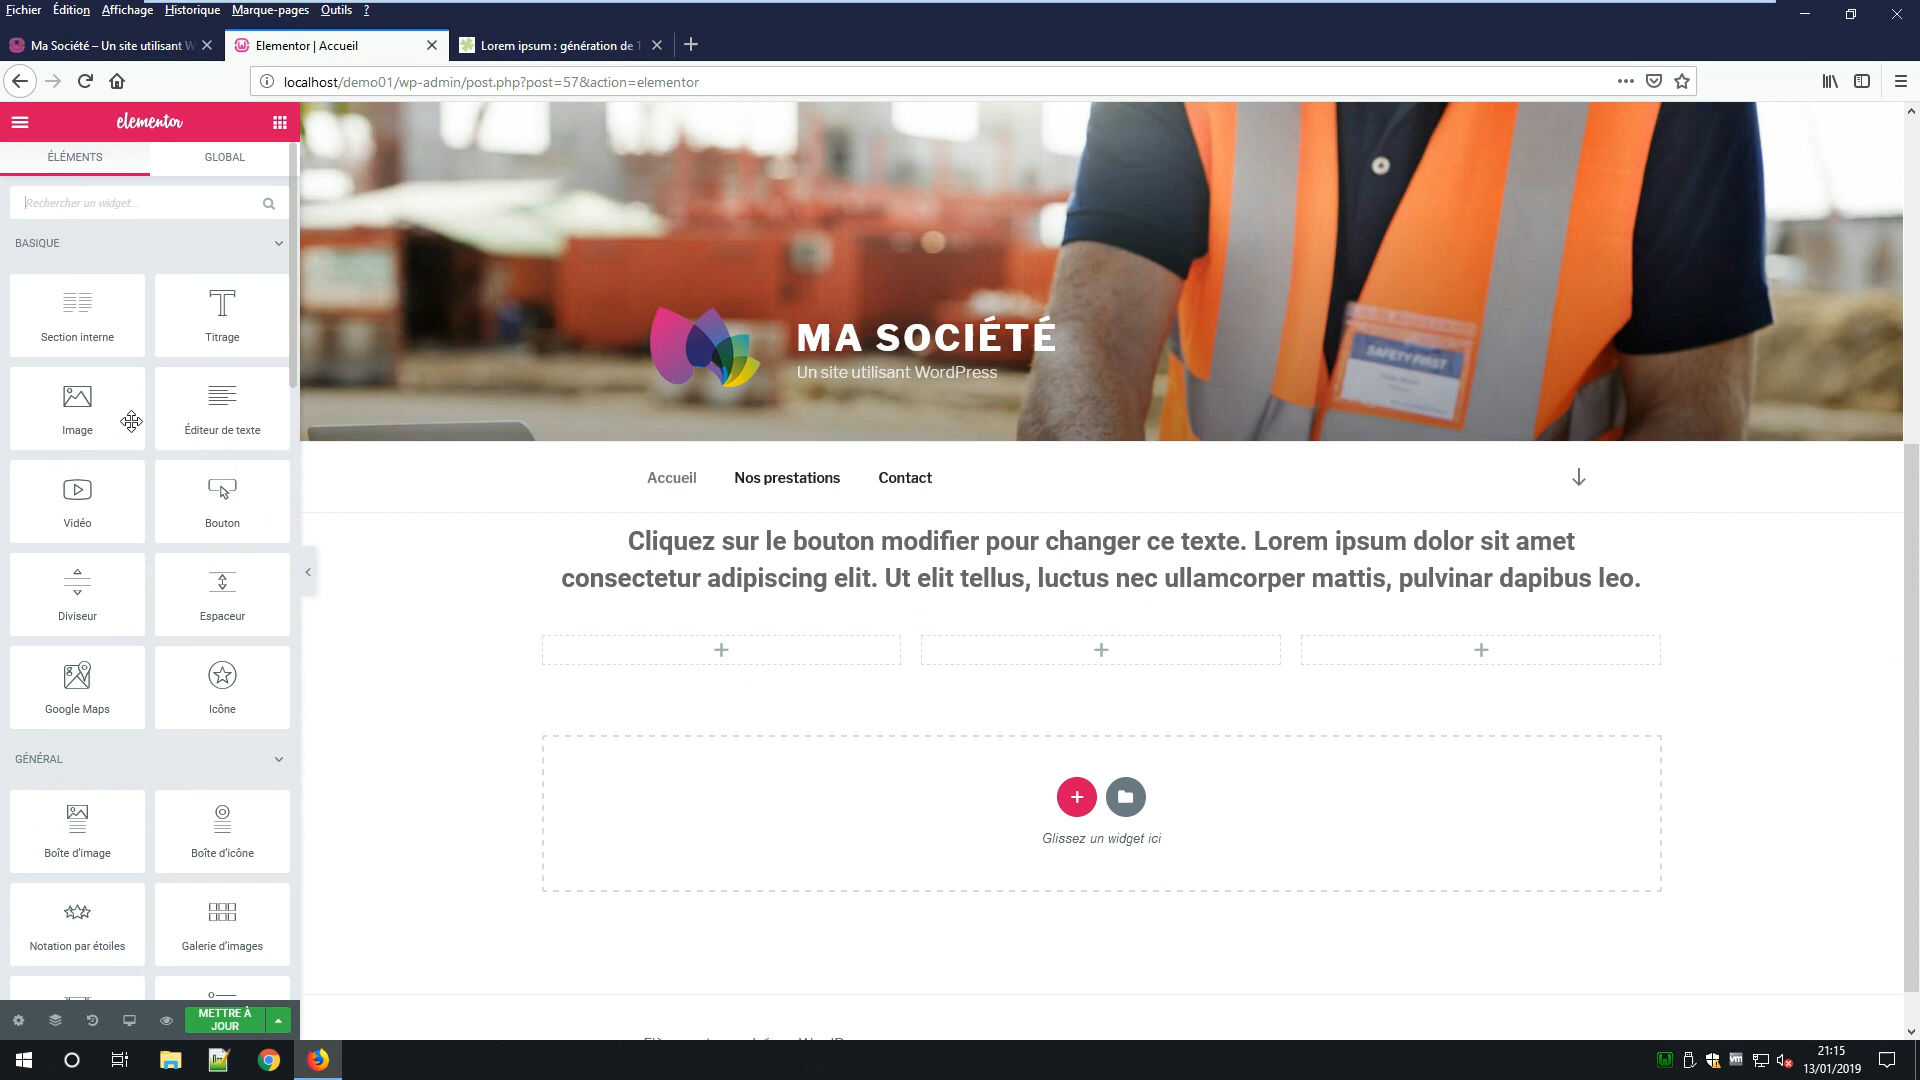 Fichier Édition Affichage Historique Marque-pages Outils ?
Ma Société – Un site utilisant W
Elementor | Accueil
Lorem ipsum : génération de 1
localhost/demo01/wp-admin/post.php?post=57&action=elementor
elementor
ÉLÉMENTS
GLOBAL
Rechercher un widget...
BASIQUE
Section interne
Titrage
Image
Éditeur de texte
Vidéo
Bouton
Diviseur
Espaceur
Google Maps
Icône
GÉNÉRAL
Boîte d'image
Boîte d'icône
Notation par étoiles
Galerie d'images
METTRE À
JOUR
SAFETY FIRST
MA SOCIÉTÉ
Un site utilisant WordPress
Accueil
Nos prestations
Contact
Cliquez sur le bouton modifier pour changer ce texte. Lorem ipsum dolor sit amet
consectetur adipiscing elit. Ut elit tellus, luctus nec ullamcorper mattis, pulvinar dapibus leo.
Glissez un widget ici
21:15
13/01/2019